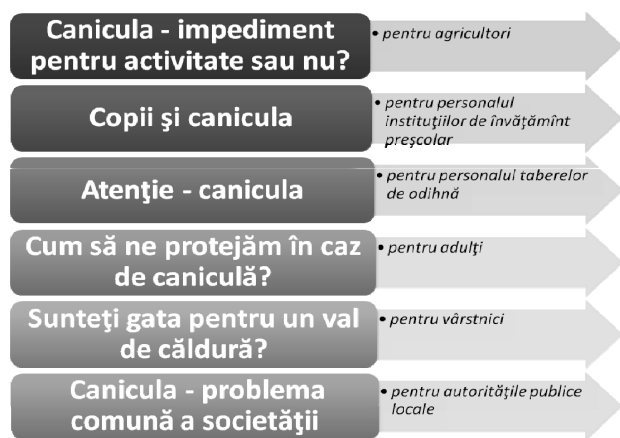 Canicula - impediment
pentru activitate sau nu?
• pentru agricultori
Copii şi canicula
• pentru personalul
instituţiilor de învăţămînt
preşcolar
Atenţie - canicula
• pentru personalul taberelor
de odihnă
Cum să ne protejăm în caz
de caniculă?
• pentru adulţi
Sunteţi gata pentru un val
de căldură?
• pentru vârstnici
Canicula - problema
comună a societăţii
• pentru autorităţile publice
locale